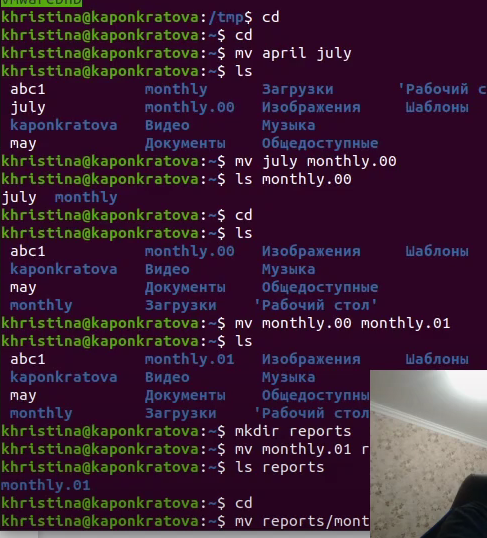 khristina@kaponkratova:/tmp$ cd
khristina@kaponkratova:~$ cd
khristina@kaponkratova:~$ mv april july
khristina@kaponkratova:~$ ls
abc1 monthly Загрузки 'Рабочий с
july monthly.00 Изображения Шаблоны
kaponkratova Видео Музыка
may Документы Общедоступные
khristina@kaponkratova:~$ mv july monthly.00
khristina@kaponkratova:~$ ls monthly.00
july monthly
khristina@kaponkratova:~$ cd
khristina@kaponkratova:~$ ls
abc1 monthly.00 Изображения Шаблоны
kaponkratova Видео Музыка
may Документы Общедоступные
monthly Загрузки 'Рабочий стол'
khristina@kaponkratova:~$ mv monthly.00 monthly.01
khristina@kaponkratova:~$ ls
abc1 monthly.01 Изображения Шаблоны
kaponkratova Видео Музыка
may Документы Общедоступны
monthly Загрузки 'Рабочий стол
khristina@kaponkratova:~$ mkdir reports
khristina@kaponkratova:~$ mv monthly.01 r
khristina@kaponkratova:~$ ls reports
monthly.01
khristina@kaponkratova:~$ cd
khristina@kaponkratova:~$ mv reports/mont